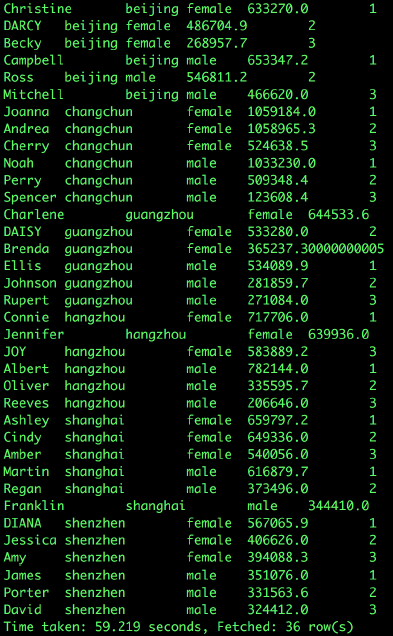 Christine beijing female 633270.0 1
DARCY beijing female 486704.9 2
Becky beijing female 268957.7 3
Campbell beijing male 653347.2 1
Ross beijing male 546811.2 2
Mitchell beijing male 466620.0 3
Joanna changchun female 1059184.0 1
Andrea changchun female 1058965.3 2
Cherry changchun female 524638.5 3
Noah changchun male 1033230.0 1
Perry changchun male 509348.4 2
Spencer changchun male 123608.4 3
Charlene guangzhou female 644533.6
DAISY guangzhou female 533280.0 2
Brenda guangzhou female 365237.30000000005
Ellis guangzhou male 534089.9 1
Johnson guangzhou male 281859.7 2
Rupert guangzhou male 271084.0 3
Connie hangzhou female 717706.0 1
Jennifer hangzhou female 639936.0
JOY hangzhou female 583889.2 3
Albert hangzhou male 782144.0 1
Oliver hangzhou male 335595.7 2
Reeves hangzhou male 206646.0 3
Ashley shanghai female 659797.2 1
Cindy shanghai female 649336.0 2
Amber shanghai female 540056.0 3
Martin shanghai male 616879.7 1
Regan shanghai male 373496.0 2
Franklin shanghai male 344410.0
DIANA shenzhen female 567065.9 1
Jessica shenzhen female 406626.0 2
Amy shenzhen female 394088.3 3
James shenzhen male 351076.0 1
Porter shenzhen male 331563.6 2
David shenzhen male 324412.0 3
Time taken: 59.219 seconds, Fetched: 36 row(s)